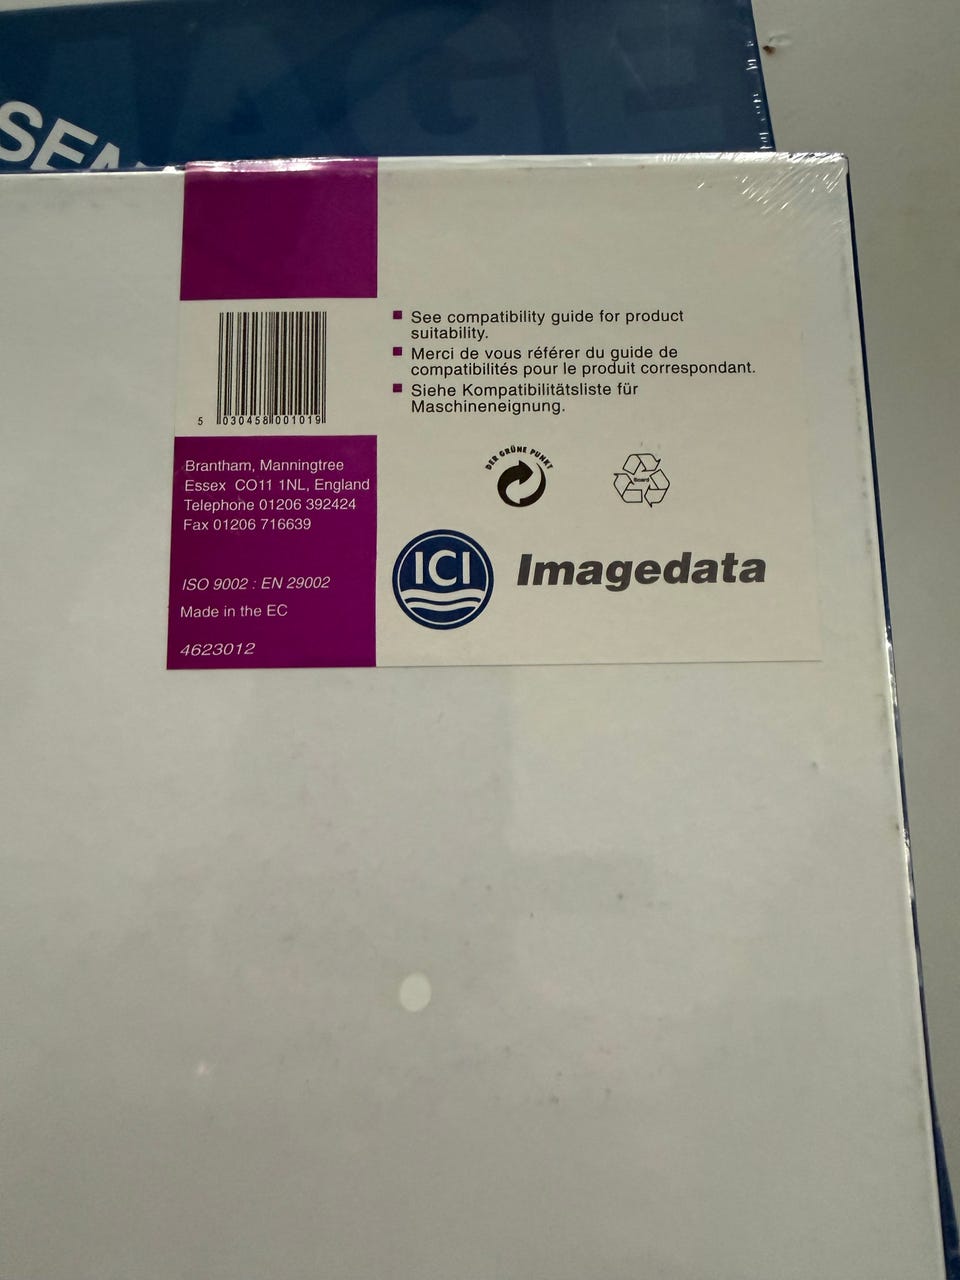 ■ See compatibility guide for product
suitability.
■ Merci de vous référer du guide de
compatibilités pour le produit correspondant.
■ Siehe Kompatibilitätsliste für
Maschineneignung.
5 030458 001019
Brantham, Manningtree
Essex CO11 1NL, England
Telephone 01206 392424
Fax 01206 716639
ISO 9002 : EN 29002
Made in the EC
4623012
DER GRÜNE PUNKT
Board
ICI
Imagedata